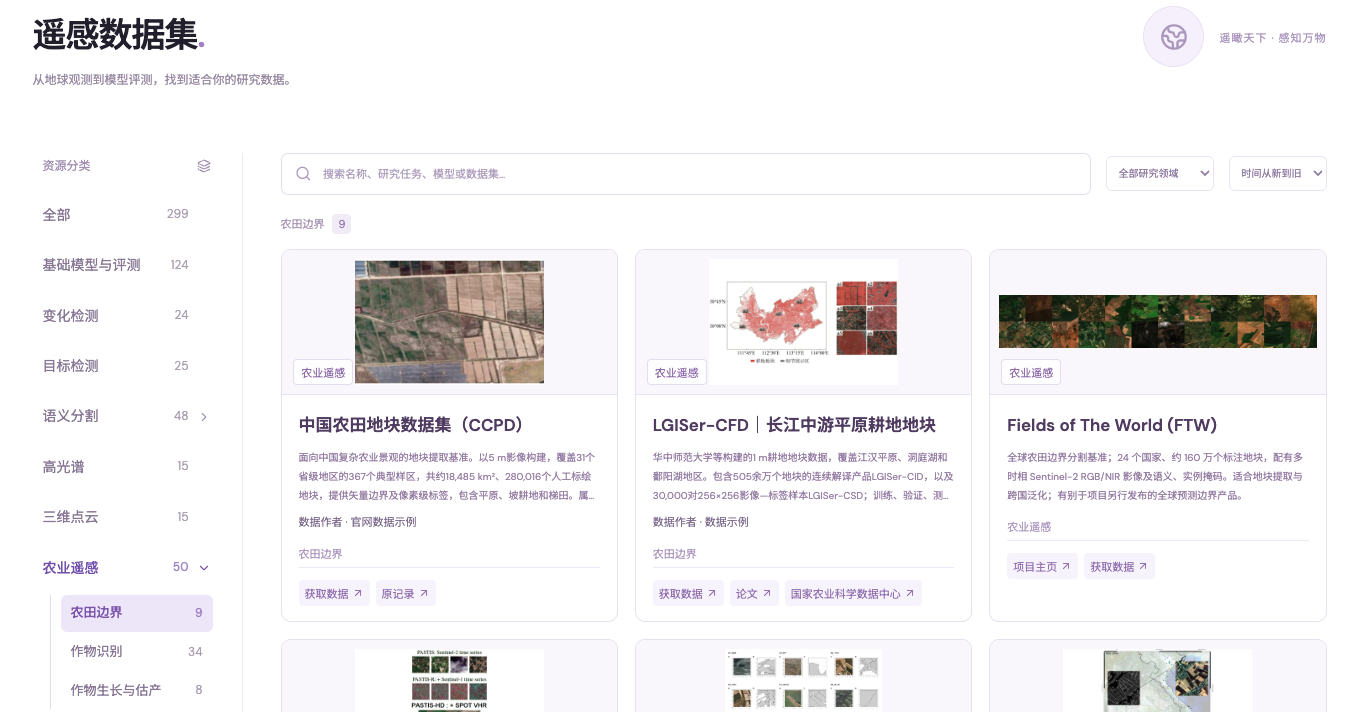 遥感数据集.
遥瞰天下 · 感知万物
从地球观测到模型评测，找到适合你的研究数据。
资源分类
全部 299
基础模型与评测 124
变化检测 24
目标检测 25
语义分割 48
高光谱 15
三维点云 15
农业遥感 50
农田边界 9
作物识别 34
作物生长与估产 8
搜索名称、研究任务、模型或数据集...
全部研究领域
时间从新到旧
农田边界 9
农业遥感
中国农田地块数据集（CCPD）
面向中国复杂农业景观的地块提取基准。以5 m影像构建，覆盖31个
省级地区的367个典型样区，共约18,485 km²、280,016个人工标绘
地块，提供矢量边界及像素级标签，包含平原、坡耕地和梯田。属...
数据作者 · 官网数据示例
农田边界
获取数据
原记录
农业遥感
LGISer-CFD｜长江中游平原耕地地块
华中师范大学等构建的1 m耕地地块数据，覆盖江汉平原、洞庭湖和
鄱阳湖地区。包含505余万个地块的连续解译产品LGISer-CID，以及
30,000对256×256影像—标签样本LGISer-CSD；训练、验证、测...
数据作者 · 数据示例
农田边界
获取数据
论文
国家农业科学数据中心
农业遥感
Fields of The World (FTW)
全球农田边界分割基准；24 个国家、约 160 万个标注地块，配有多
时相 Sentinel-2 RGB/NIR 影像及语义、实例掩码。适合地块提取与
跨国泛化；有别于项目另行发布的全球预测边界产品。
农业遥感
项目主页
获取数据
PASTIS: Sentinel-2 time series
PASTIS-R: + Sentinel-1 time series
PASTIS-HD : + SPOT VHR